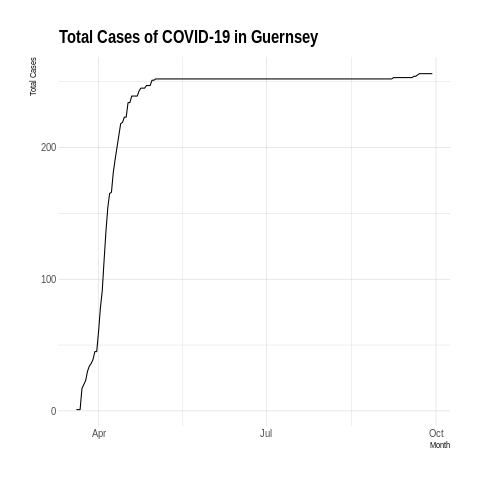 Total Cases of COVID-19 in Guernsey
Total Cases
200
100
0
Apr
Jul
Oct
Month